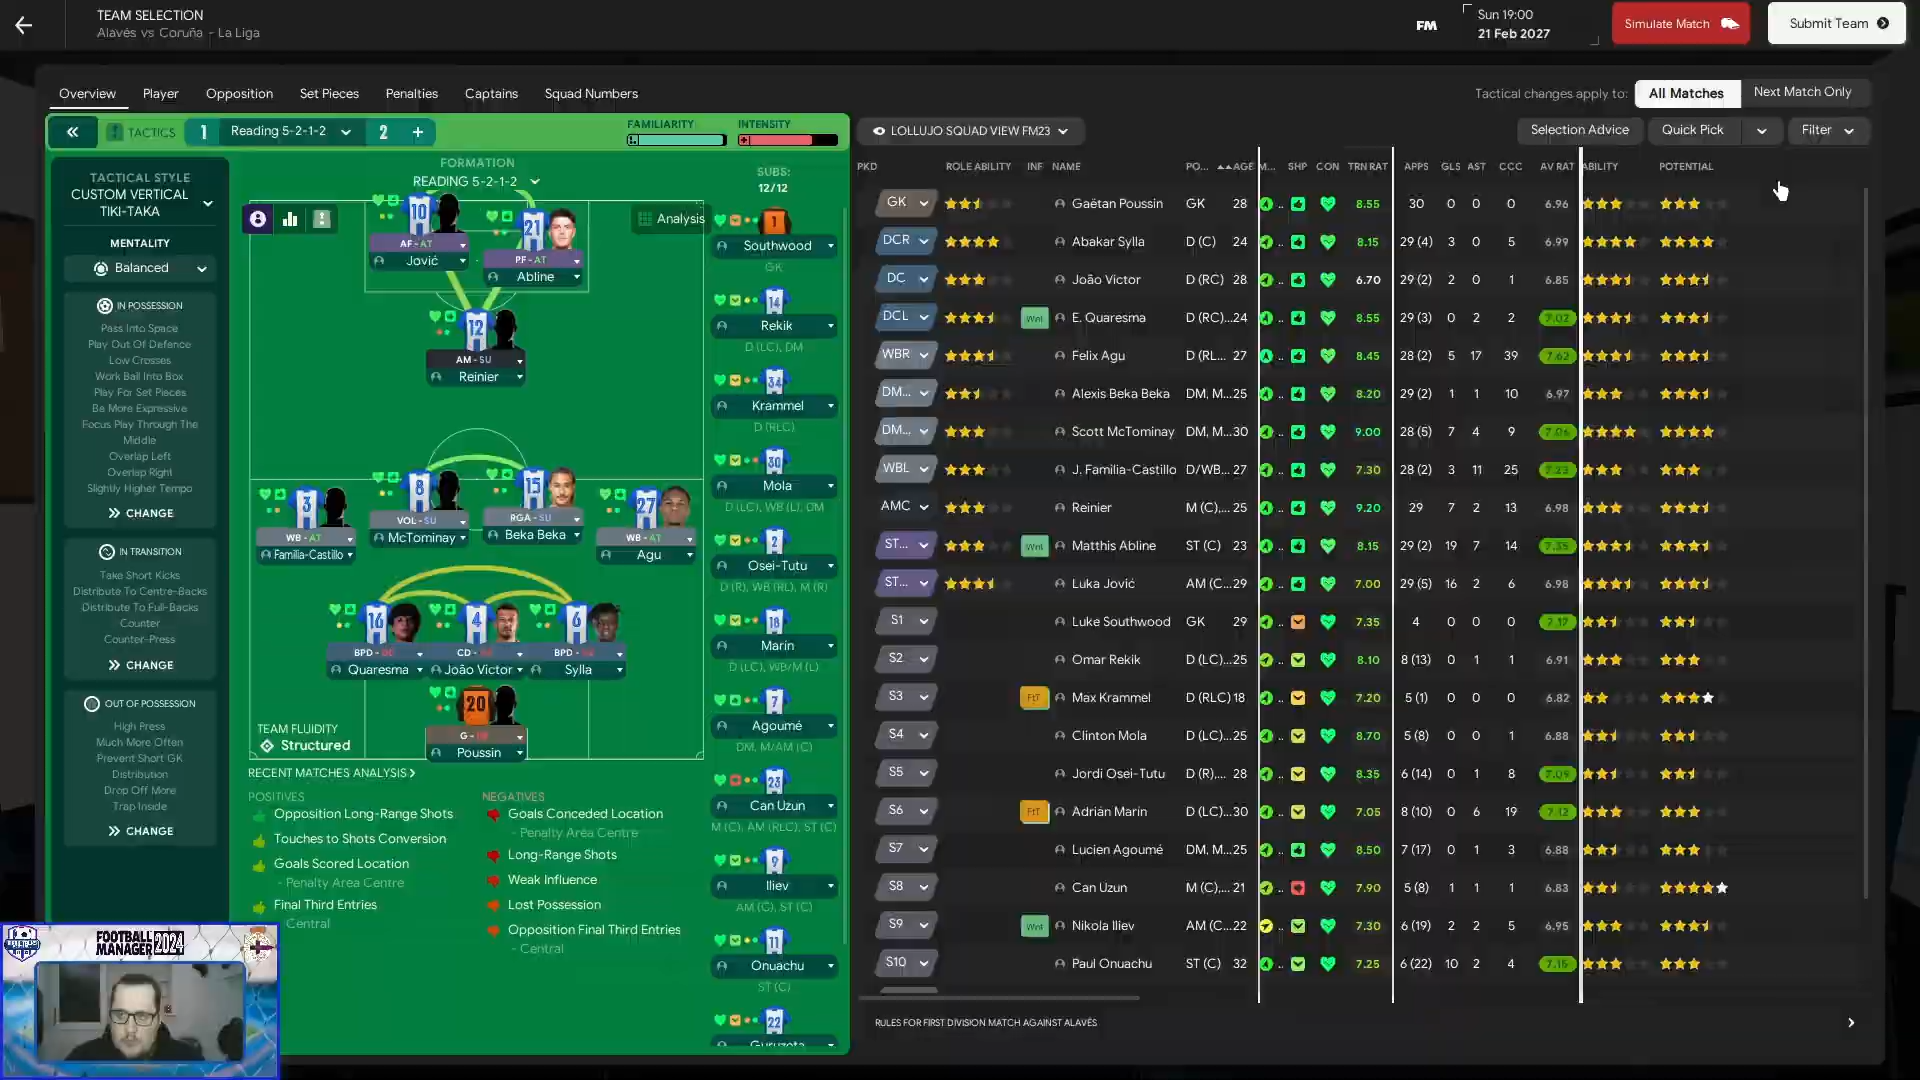 TEAM SELECTION
Alavés vs Coruña - La Liga
FM
Sun 19:00
21 Feb 2027
Simulate Match
Submit Team
Overview Player Opposition Set Pieces Penalties Captains Squad Numbers
Tactical changes apply to: All Matches Next Match Only
TACTICS 1 Reading 5-2-1-2 2 +
FAMILIARITY INTENSITY
LOLLUJO SQUAD VIEW FM23
Selection Advice Quick Pick Filter
TACTICAL STYLE
CUSTOM VERTICAL
TIKI-TAKA
MENTALITY
Balanced
IN POSSESSION
Pass Into Space
Play Out Of Defence
Low Crosses
Work Ball Into Box
Play For Set Pieces
Be More Expressive
Focus Play Through The
Middle
Overlap Left
Overlap Right
Slightly Higher Tempo
CHANGE
IN TRANSITION
Take Short Kicks
Distribute To Centre-Backs
Distribute To Full-Backs
Counter
Counter-Press
CHANGE
OUT OF POSSESSION
High Press
Much More Often
Prevent Short GK
Distribution
Drop Off More
Trap Inside
CHANGE
FORMATION
READING 5-2-1-2
Analysis
10
AF - AT
Jović
21
PF - AT
Abline
12
AM - SU
Reinier
3
WB - AT
Familia-Castillo
8
VOL - SU
McTominay
15
RGA - SU
Beka Beka
27
WB - AT
Agu
16
BPD - DE
Quaresma
4
CD - DE
João Victor
6
BPD - DE
Sylla
20
G - DE
Poussin
TEAM FLUIDITY
Structured
RECENT MATCHES ANALYSIS
POSITIVES
Opposition Long-Range Shots
Touches to Shots Conversion
Goals Scored Location
- Penalty Area Centre
Final Third Entries
Central
NEGATIVES
Goals Conceded Location
- Penalty Area Centre
Long-Range Shots
Weak Influence
Lost Possession
Opposition Final Third Entries
- Central
SUBS:
12/12
1
Southwood
GK
14
Rekik
D (LC), DM
34
Krammel
D (RLC)
30
Mola
D (LC), WB (L), DM
2
Osei-Tutu
D (R), WB (RL), M (R)
18
Marín
D (LC), WB/M (L)
7
Agoumé
DM, M/AM (C)
23
Can Uzun
M (C), AM (RLC), ST (C)
9
Iliev
AM (C), ST (C)
11
Onuachu
ST (C)
22
Guruzeta
PKD ROLE ABILITY INF NAME PO... AGE M... SHP CON TRN RAT APPS GLS AST CCC AV RAT ABILITY POTENTIAL
GK Gaëtan Poussin GK 28 8.55 30 0 0 0 6.96
DCR Abakar Sylla D (C) 24 8.15 29 (4) 3 0 5 6.99
DC João Victor D (RC) 28 6.70 29 (2) 2 0 1 6.85
DCL Wnt E. Quaresma D (RC)... 24 8.55 29 (3) 0 2 2 7.02
WBR Felix Agu D (RL... 27 8.45 28 (2) 5 17 39 7.62
DM... Alexis Beka Beka DM, M... 25 8.20 29 (2) 1 1 10 6.97
DM... Scott McTominay DM, M... 30 9.00 28 (5) 7 4 9 7.06
WBL J. Familia-Castillo D/WB... 27 7.30 28 (2) 3 11 25 7.23
AMC Reinier M (C),... 25 9.20 29 7 2 13 6.98
ST... Wnt Matthis Abline ST (C) 23 8.15 29 (2) 19 7 14 7.35
ST... Luka Jović AM (C... 29 7.00 29 (5) 16 2 6 6.98
S1 Luke Southwood GK 29 7.35 4 0 0 0 7.17
S2 Omar Rekik D (LC)... 25 8.10 8 (13) 0 1 1 6.91
S3 FtT Max Krammel D (RLC) 18 7.20 5 (1) 0 0 0 6.82
S4 Clinton Mola D (LC)... 25 8.70 5 (8) 0 0 1 6.88
S5 Jordi Osei-Tutu D (R),... 28 8.35 6 (14) 0 1 8 7.09
S6 FtT Adrián Marín D (LC)... 30 7.05 8 (10) 0 6 19 7.12
S7 Lucien Agoumé DM, M... 25 8.50 7 (17) 0 1 3 6.88
S8 Can Uzun M (C),... 21 7.90 5 (8) 1 1 1 6.83
S9 Wnt Nikola Iliev AM (C... 22 7.30 6 (19) 2 2 5 6.95
S10 Paul Onuachu ST (C) 32 7.25 6 (22) 10 2 4 7.15
RULES FOR FIRST DIVISION MATCH AGAINST ALAVÉS
FOOTBALL
MANAGER 2024